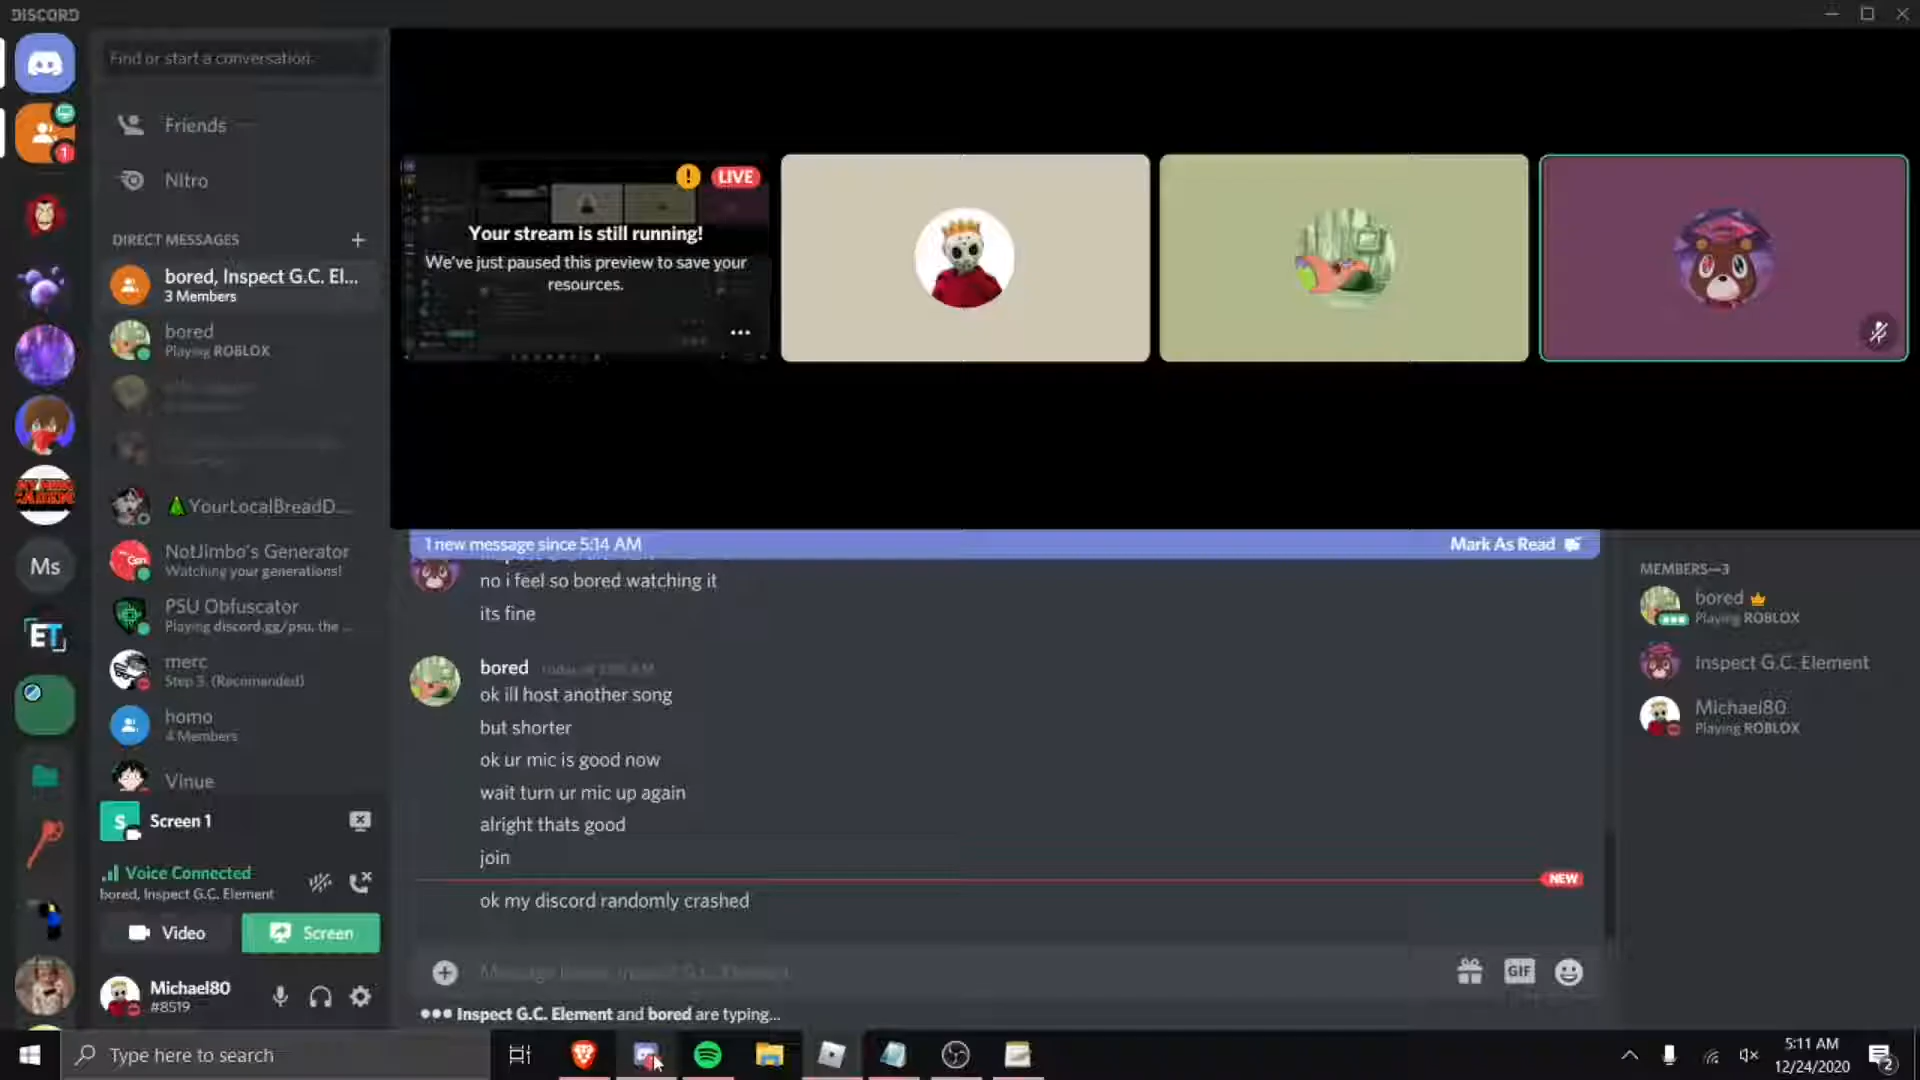 DISCORD
Find or start a conversation
Friends
Nitro
DIRECT MESSAGES
bored, Inspect G.C. El...
3 Members
bored
Playing ROBLOX
YourLocalBreadD...
NotJimbo's Generator
Watching your generations!
PSU Obfuscator
Playing discord.gg/psu, the ...
merc
Step 3. (Recomended)
homo
4 Members
Vinue
Ms
ET
Gen
S
Screen 1
Voice Connected
bored, Inspect G.C. Element
Video
Screen
Michael80
#8519
1
!
LIVE
Your stream is still running!
We've just paused this preview to save your
resources.
1 new message since 5:14 AM
Mark As Read
no i feel so bored watching it
its fine
bored
ok ill host another song
but shorter
ok ur mic is good now
wait turn ur mic up again
alright thats good
join
NEW
ok my discord randomly crashed
GIF
Inspect G.C. Element and bored are typing...
MEMBERS—3
bored
Playing ROBLOX
Inspect G.C. Element
Michael80
Playing ROBLOX
Type here to search
5:11 AM
12/24/2020
2